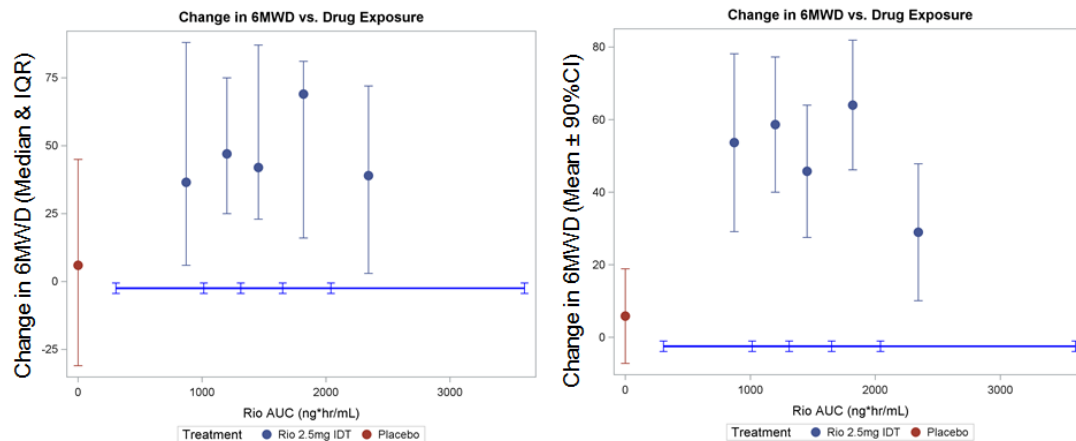 Change in 6MWD vs. Drug Exposure
Change in 6MWD (Median & IQR)
75
50
25
0
-25
0 1000 2000 3000
Rio AUC (ng*hr/mL)
Treatment Rio 2.5mg IDT Placebo
Change in 6MWD vs. Drug Exposure
Change in 6MWD (Mean ± 90%CI)
80
60
40
20
0
0 1000 2000 3000
Rio AUC (ng*hr/mL)
Treatment Rio 2.5mg IDT Placebo